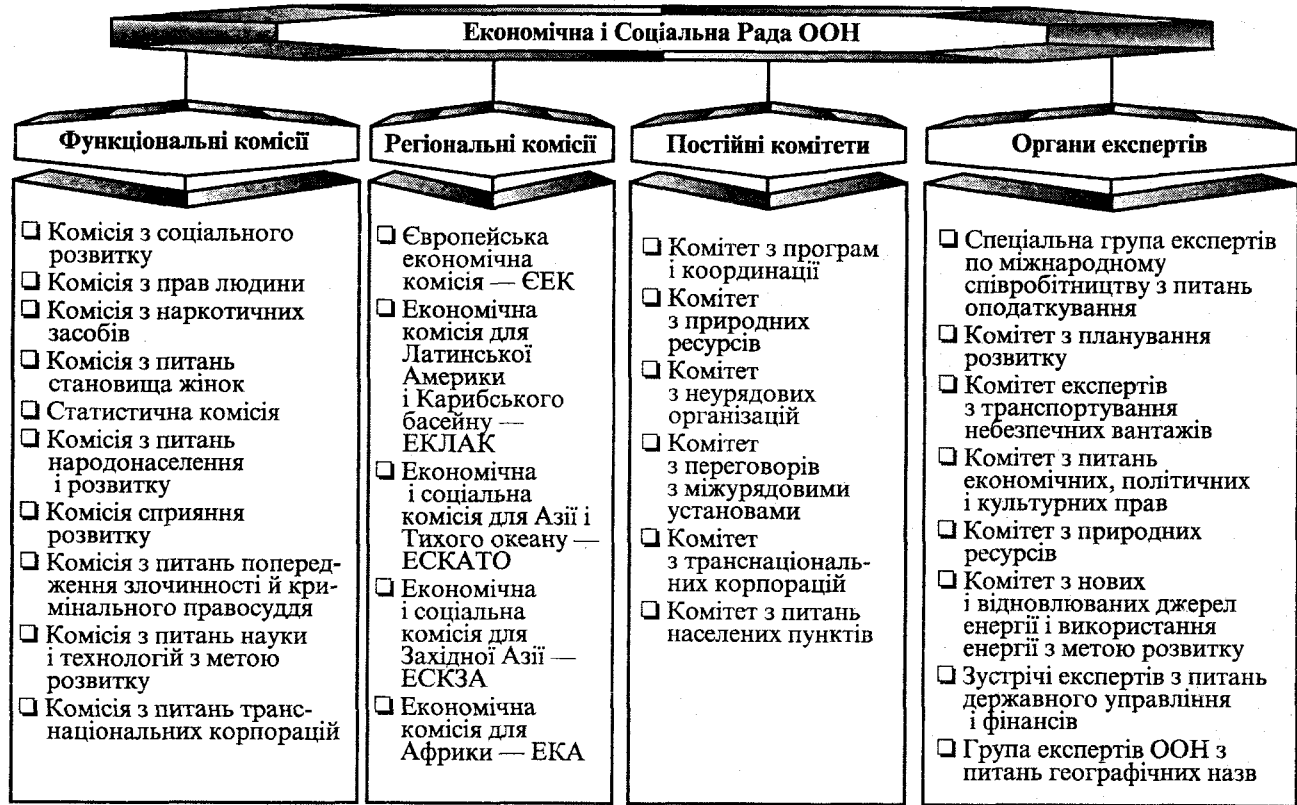 Економічна і Соціальна Рада ООН
Функціональні комісії
❑ Комісія з соціального
розвитку
❑ Комісія з прав людини
❑ Комісія з наркотичних
засобів
❑ Комісія з питань
становища жінок
❑ Статистична комісія
❑ Комісія з питань
народонаселення
і розвитку
❑ Комісія сприяння
розвитку
❑ Комісія з питань поперед-
ження злочинності й кри-
мінального правосуддя
❑ Комісія з питань науки
і технологій з метою
розвитку
❑ Комісія з питань транс-
національних корпорацій
Регіональні комісії
❑ Європейська
економічна
комісія — ЄЕК
❑ Економічна
комісія для
Латинської
Америки
і Карибського
басейну —
ЕКЛАК
❑ Економічна
і соціальна
комісія для Азії і
Тихого океану —
ЕСКАТО
❑ Економічна
і соціальна
комісія для
Західної Азії —
ЕСКЗА
❑ Економічна
комісія для
Африки — ЕКА
Постійні комітети
❑ Комітет з програм
і координації
❑ Комітет
з природних
ресурсів
❑ Комітет
з неурядових
організацій
❑ Комітет
з переговорів
з міжурядовими
установами
❑ Комітет
з транснаціональ-
них корпорацій
❑ Комітет з питань
населених пунктів
Органи експертів
❑ Спеціальна група експертів
по міжнародному
співробітництву з питань
оподаткування
❑ Комітет з планування
розвитку
❑ Комітет експертів
з транспортування
небезпечних вантажів
❑ Комітет з питань
економічних, політичних
і культурних прав
❑ Комітет з природних
ресурсів
❑ Комітет з нових
і відновлюваних джерел
енергії і використання
енергії з метою розвитку
❑ Зустрічі експертів з питань
державного управління
і фінансів
❑ Група експертів ООН з
питань географічних назв